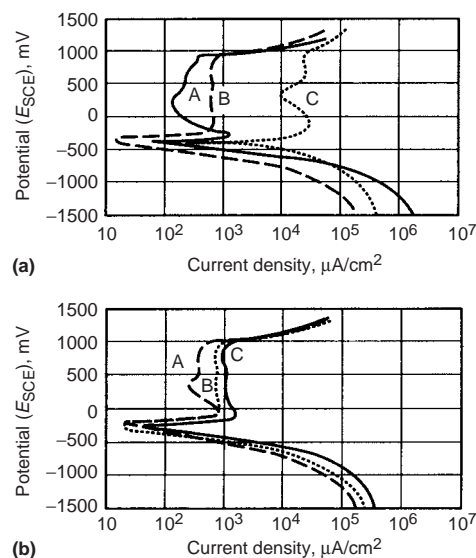 1500
1000
500
0
−500
−1000
−1500
Potential (E_SCE), mV
A
B
C
10
10²
10³
10⁴
10⁵
10⁶
10⁷
(a)
Current density, μA/cm²
1500
1000
500
0
−500
−1000
−1500
Potential (E_SCE), mV
A
B
C
10
10²
10³
10⁴
10⁵
10⁶
10⁷
(b)
Current density, μA/cm²